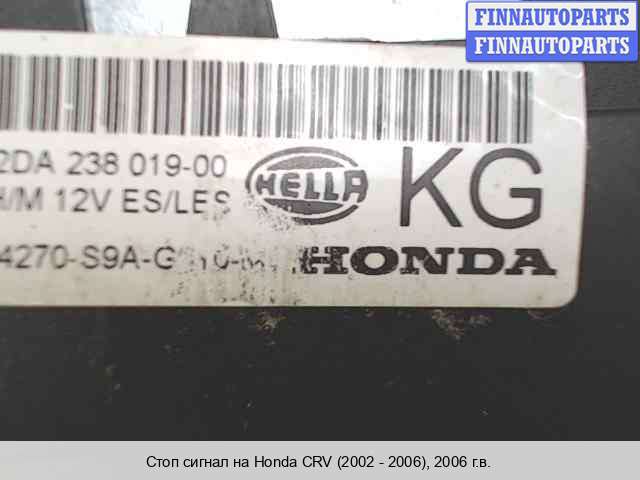 FINNAUTOPARTS
FINNAUTOPARTS
2DA 238 019-00
H/M 12V ES/LES
HELLA
KG
HONDA
Стоп сигнал на Honda CRV (2002 - 2006), 2006 г.в.